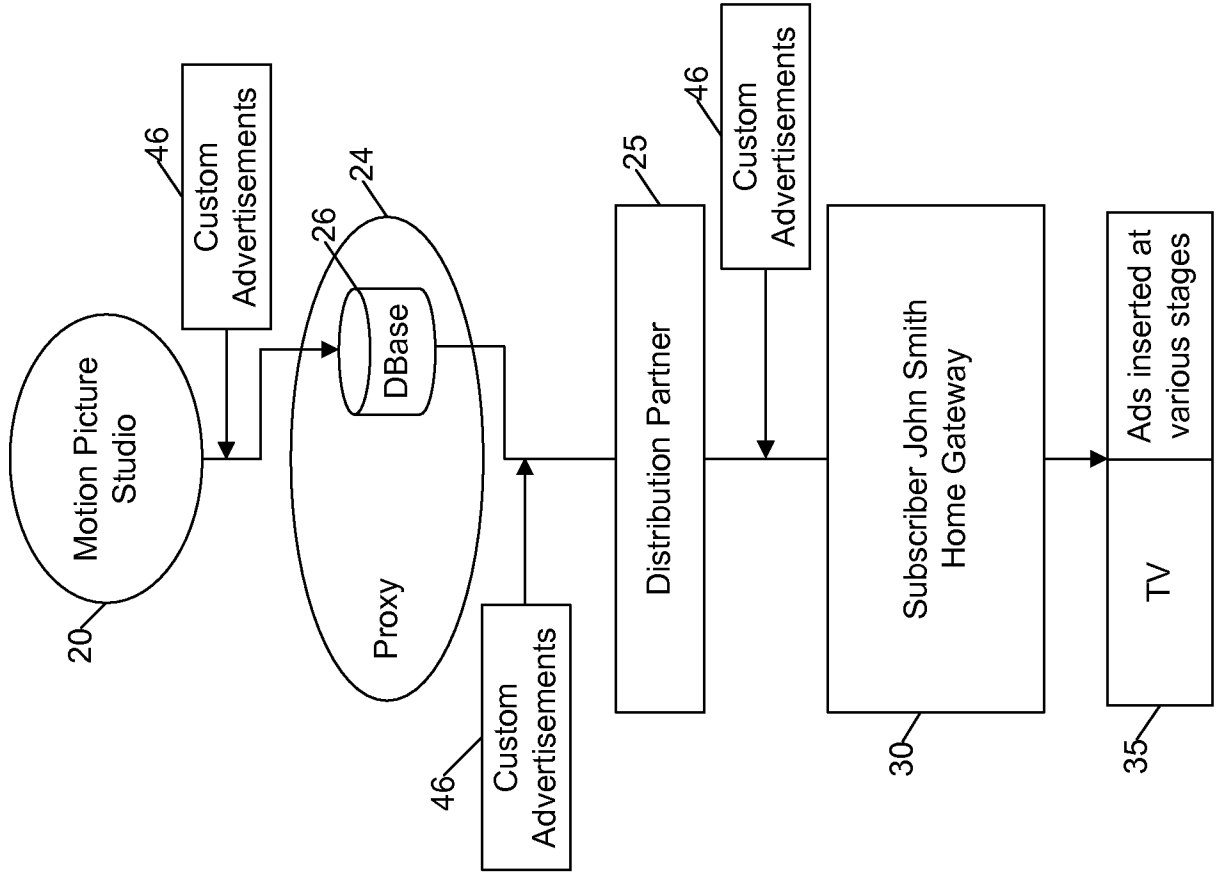 Motion Picture
Studio
20
46
Custom
Advertisements
24
26
DBase
Proxy
46
Custom
Advertisements
25
Distribution Partner
46
Custom
Advertisements
Subscriber John Smith
Home Gateway
30
TV
Ads inserted at
various stages
35